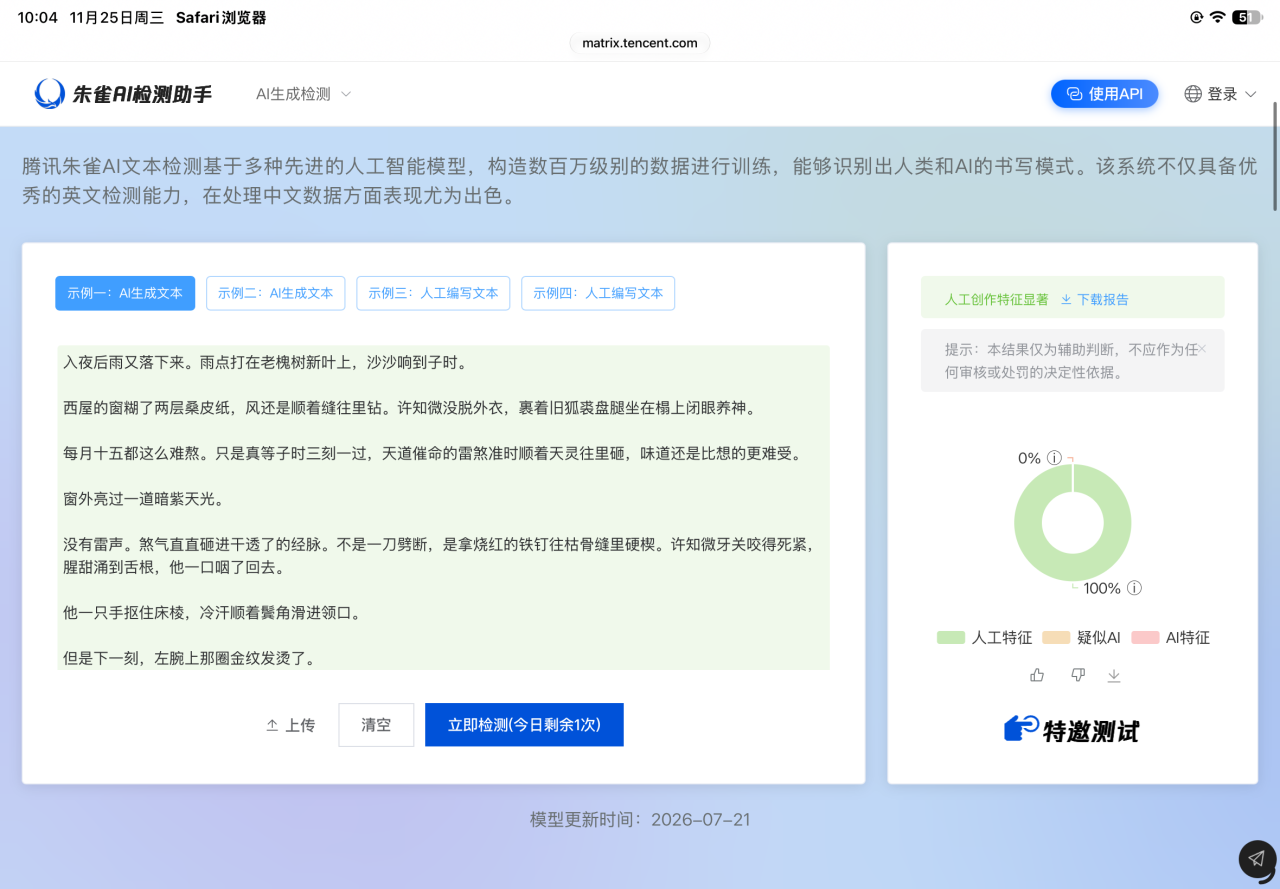 10:04 11月25日周三 Safari浏览器
51
matrix.tencent.com
朱雀AI检测助手
AI生成检测
使用API
登录
腾讯朱雀AI文本检测基于多种先进的人工智能模型，构造数百万级别的数据进行训练，能够识别出人类和AI的书写模式。该系统不仅具备优
秀的英文检测能力，在处理中文数据方面表现尤为出色。
示例一：AI生成文本
示例二：AI生成文本
示例三：人工编写文本
示例四：人工编写文本
入夜后雨又落下来。雨点打在老槐树新叶上，沙沙响到子时。
西屋的窗糊了两层桑皮纸，风还是顺着缝往里钻。许知微没脱外衣，裹着旧狐裘盘腿坐在榻上闭眼养神。
每月十五都这么难熬。只是真等子时三刻一过，天道催命的雷煞准时顺着天灵往里砸，味道还是比想的更难受。
窗外亮过一道暗紫天光。
没有雷声。煞气直直砸进干透了的经脉。不是一刀劈断，是拿烧红的铁钉往枯骨缝里硬楔。许知微牙关咬得死紧，
腥甜涌到舌根，他一口咽了回去。
他一只手抠住床棱，冷汗顺着鬓角滑进领口。
但是下一刻，左腕上那圈金纹发烫了。
上传
清空
立即检测(今日剩余1次)
人工创作特征显著
下载报告
提示：本结果仅为辅助判断，不应作为任
何审核或处罚的决定性依据。
0%
100%
人工特征
疑似AI
AI特征
特邀测试
模型更新时间：2026-07-21